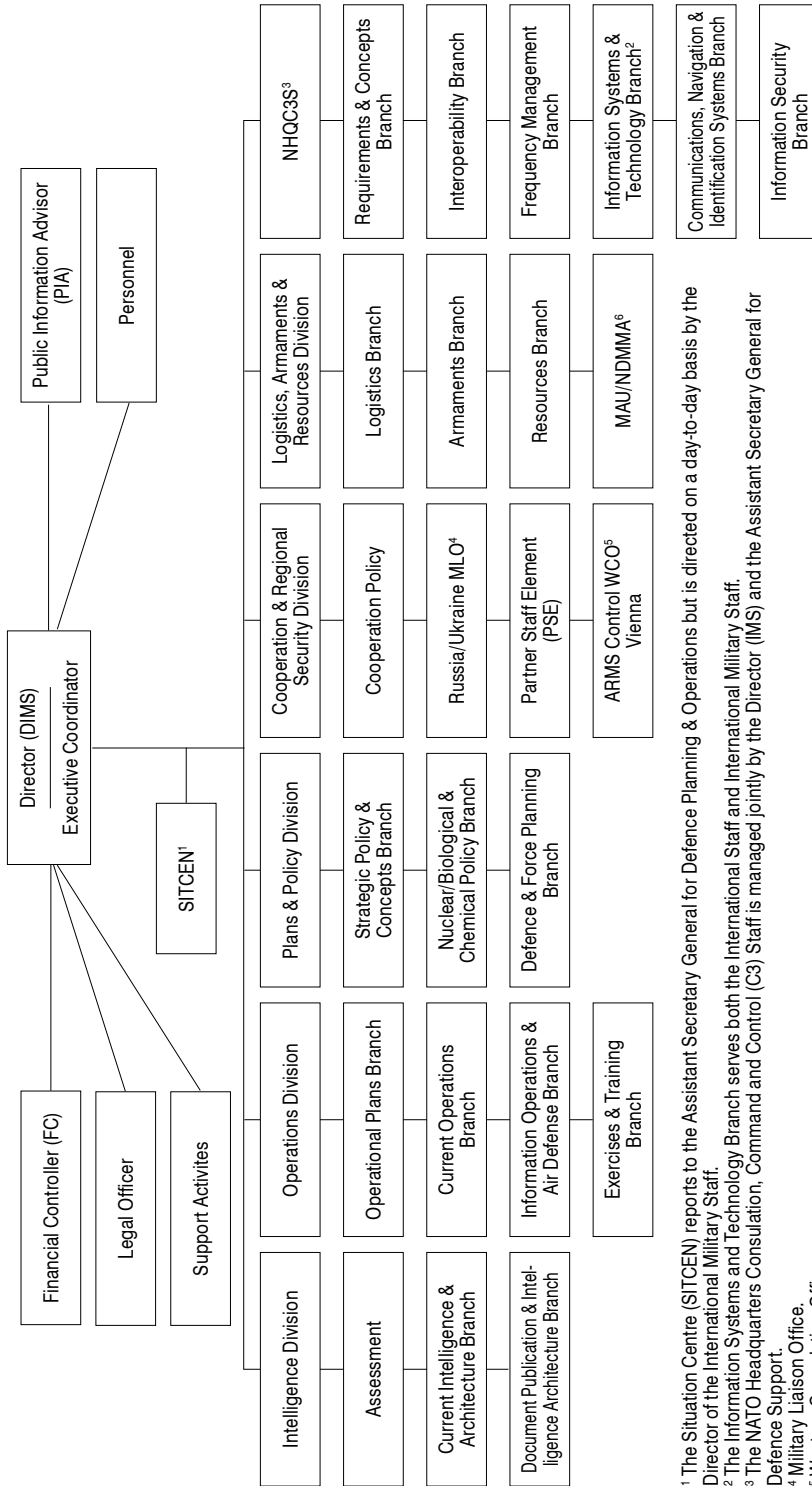 Director (DIMS)
Executive Coordinator
Financial Controller (FC)
Legal Officer
Support Activites
Public Information Advisor
(PIA)
Personnel
SITCEN¹
Intelligence Division
Assessment
Current Intelligence &
Architecture Branch
Document Publication & Intel-
ligence Architecture Branch
Operations Division
Operational Plans Branch
Current Operations
Branch
Information Operations &
Air Defense Branch
Exercises & Training
Branch
Plans & Policy Division
Strategic Policy &
Concepts Branch
Nuclear/Biological &
Chemical Policy Branch
Defence & Force Planning
Branch
Cooperation & Regional
Security Division
Cooperation Policy
Russia/Ukraine MLO⁴
Partner Staff Element
(PSE)
ARMS Control WCO⁵
Vienna
Logistics, Armaments &
Resources Division
Logistics Branch
Armaments Branch
Resources Branch
MAU/NDMMA⁶
NHQC3S³
Requirements & Concepts
Branch
Interoperability Branch
Frequency Management
Branch
Information Systems &
Technology Branch²
Communications, Navigation &
Identification Systems Branch
Information Security
Branch
¹ The Situation Centre (SITCEN) reports to the Assistant Secretary General for Defence Planning & Operations but is directed on a day-to-day basis by the
Director of the International Military Staff.
² The Information Systems and Technology Branch serves both the International Staff and International Military Staff.
³ The NATO Headquarters Consulation, Command and Control (C3) Staff is managed jointly by the Director (IMS) and the Assistant Secretary General for
Defence Support.
⁴ Military Liaison Office.